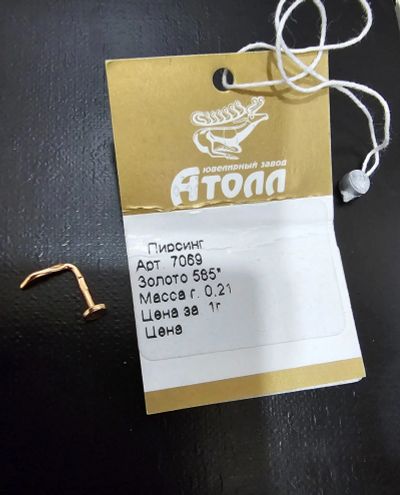 ЮВЕЛИРНЫЙ ЗАВОД
АТОЛЛ
Пирсинг
Арт. 7069
Золото 585*
Масса г. 0,21
Цена за 1г
Цена